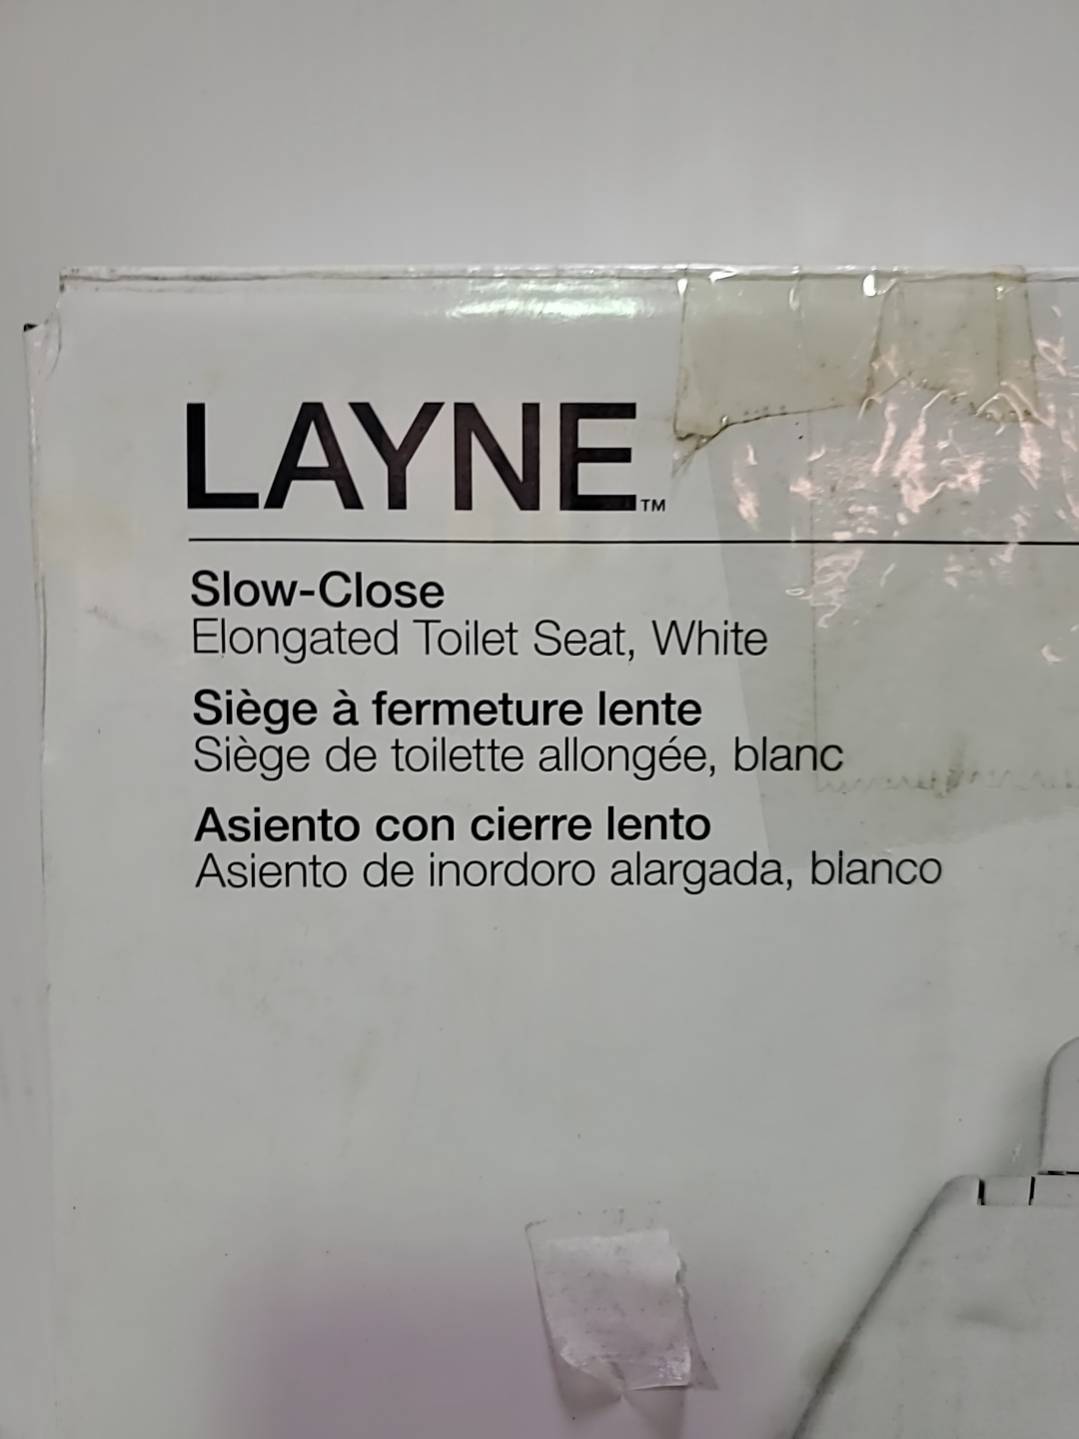 LAYNE™
Slow-Close
Elongated Toilet Seat, White
Siège à fermeture lente
Siège de toilette allongée, blanc
Asiento con cierre lento
Asiento de inordoro alargada, blanco